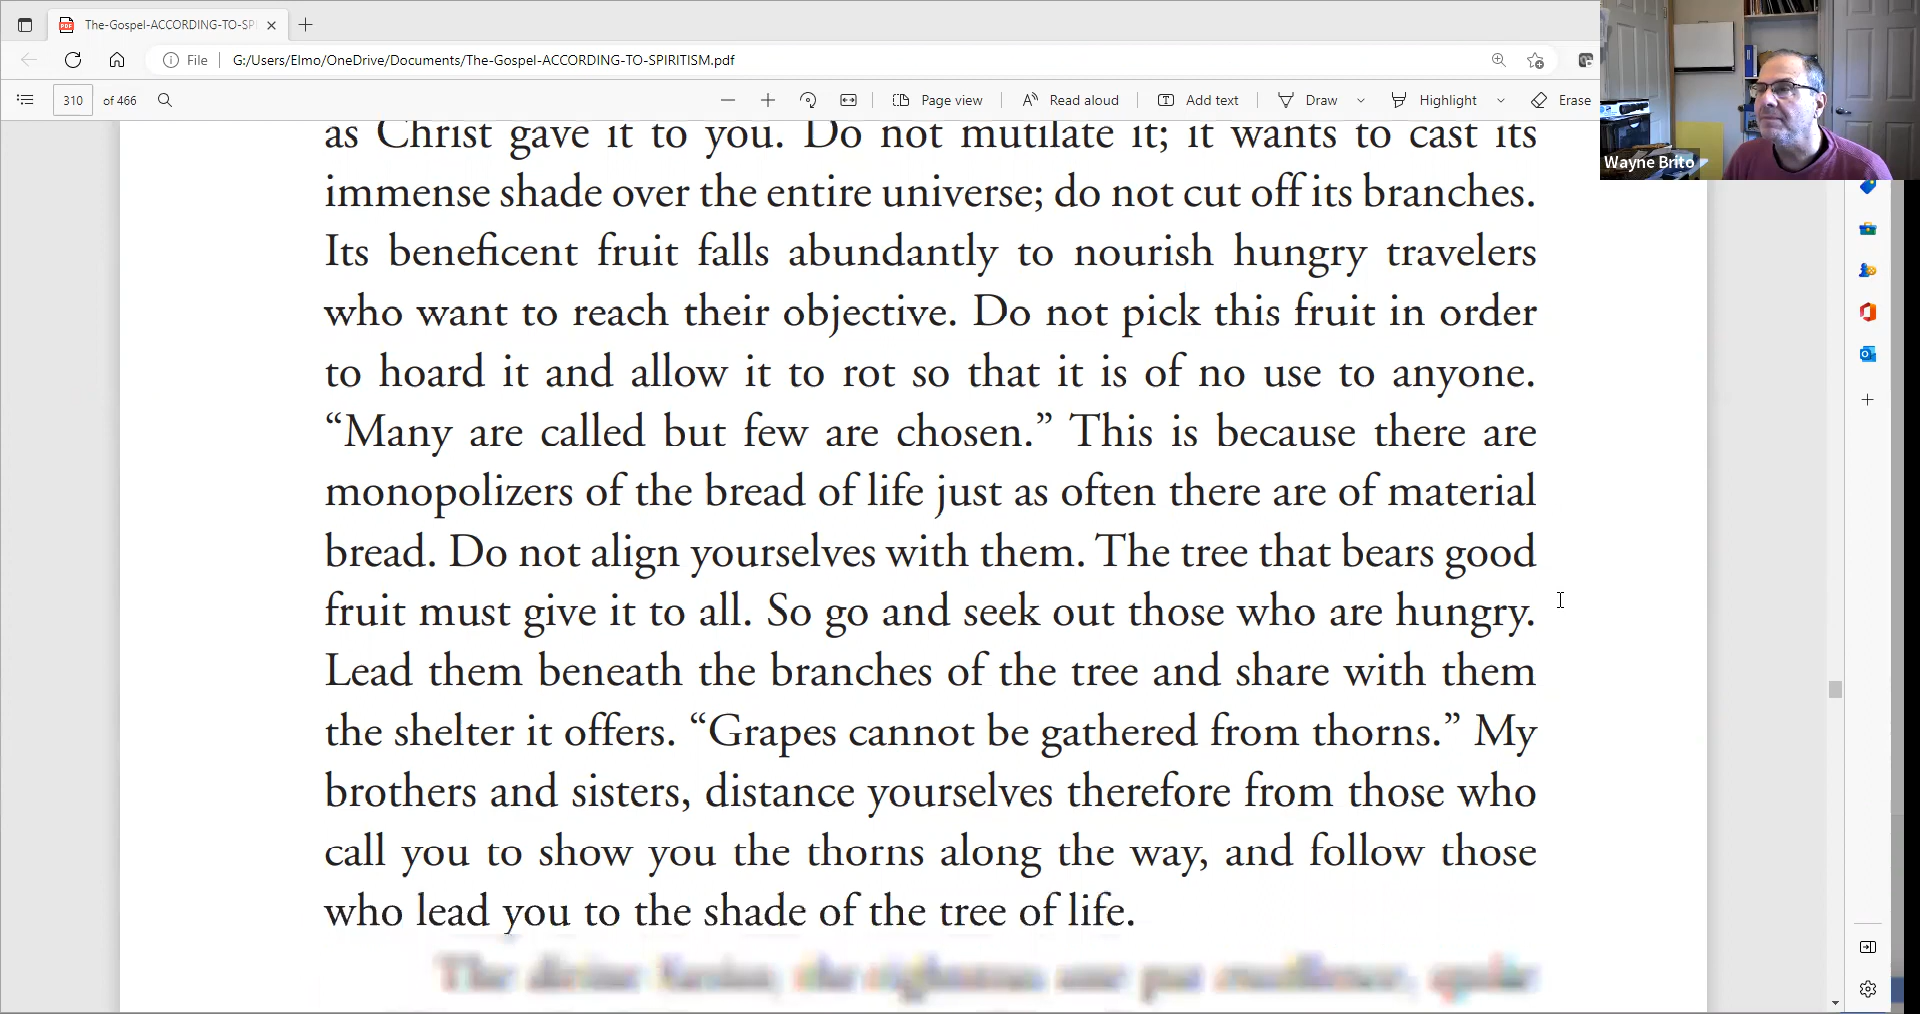 The-Gospel-ACCORDING-TO-SP
File G:/Users/Elmo/OneDrive/Documents/The-Gospel-ACCORDING-TO-SPIRITISM.pdf
310 of 466 Page view Read aloud Add text Draw Highlight Erase
Wayne Brito
as Christ gave it to you. Do not mutilate it; it wants to cast its
immense shade over the entire universe; do not cut off its branches.
Its beneficent fruit falls abundantly to nourish hungry travelers
who want to reach their objective. Do not pick this fruit in order
to hoard it and allow it to rot so that it is of no use to anyone.
“Many are called but few are chosen.” This is because there are
monopolizers of the bread of life just as often there are of material
bread. Do not align yourselves with them. The tree that bears good
fruit must give it to all. So go and seek out those who are hungry.
Lead them beneath the branches of the tree and share with them
the shelter it offers. “Grapes cannot be gathered from thorns.” My
brothers and sisters, distance yourselves therefore from those who
call you to show you the thorns along the way, and follow those
who lead you to the shade of the tree of life.